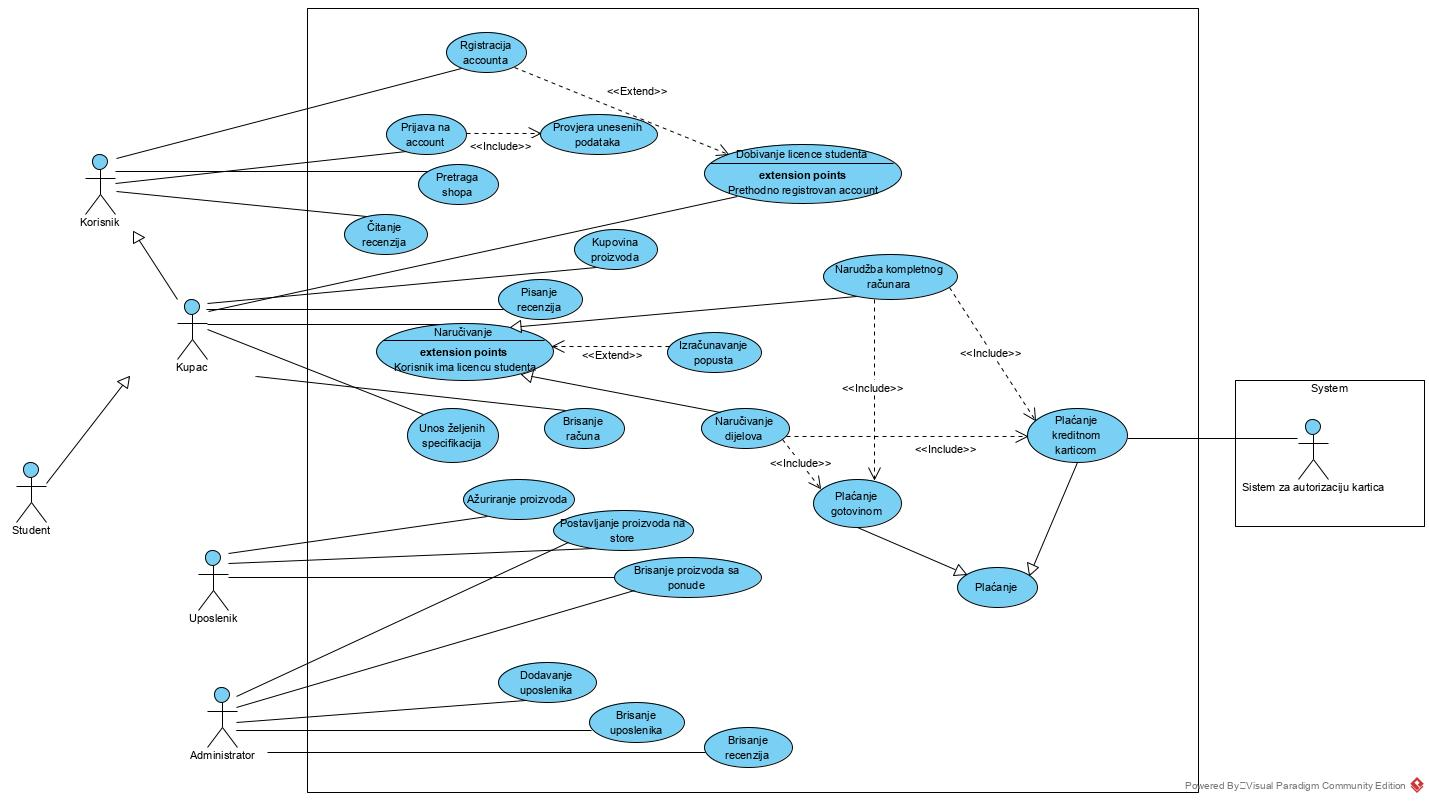 Rgistracija
accounta
<<Extend>>
Prijava na
account
<<Include>>
Provjera unesenih
podataka
Dobivanje licence studenta
extension points
Prethodno registrovan account
Pretraga
shopa
Korisnik
Čitanje
recenzija
Kupovina
proizvoda
Narudžba kompletnog
računara
Pisanje
recenzija
Naručivanje
extension points
Korisnik ima licencu studenta
<<Extend>>
Izračunavanje
popusta
<<Include>>
Kupac
<<Include>>
System
Unos željenih
specifikacija
Brisanje
računa
Naručivanje
dijelova
<<Include>>
Plaćanje
kreditnom
karticom
<<Include>>
Sistem za autorizaciju kartica
Student
Ažuriranje proizvoda
Plaćanje
gotovinom
Postavljanje proizvoda na
store
Brisanje proizvoda sa
ponude
Plaćanje
Uposlenik
Dodavanje
uposlenika
Brisanje
uposlenika
Brisanje
recenzija
Administrator
Powered By Visual Paradigm Community Edition